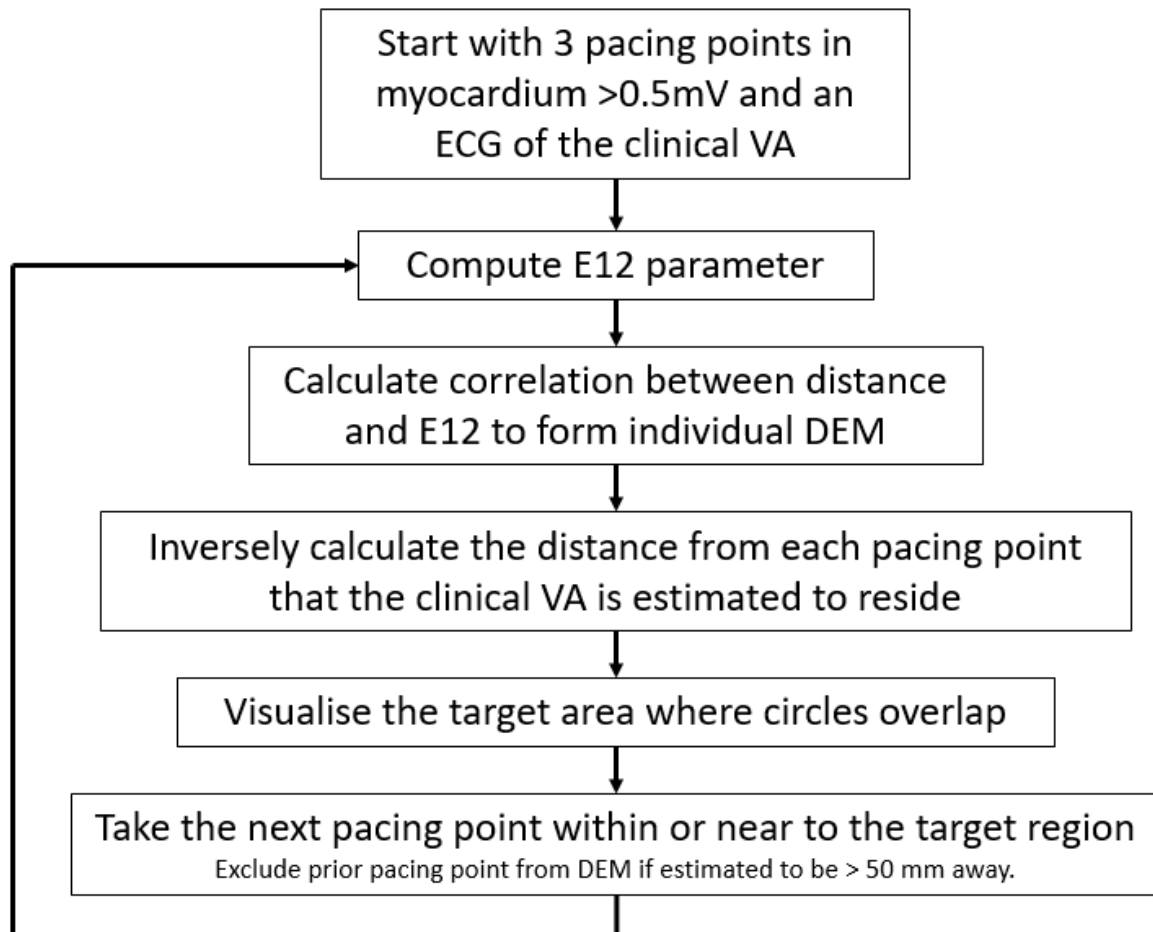 Start with 3 pacing points in
myocardium >0.5mV and an
ECG of the clinical VA
Compute E12 parameter
Calculate correlation between distance
and E12 to form individual DEM
Inversely calculate the distance from each pacing point
that the clinical VA is estimated to reside
Visualise the target area where circles overlap
Take the next pacing point within or near to the target region
Exclude prior pacing point from DEM if estimated to be > 50 mm away.